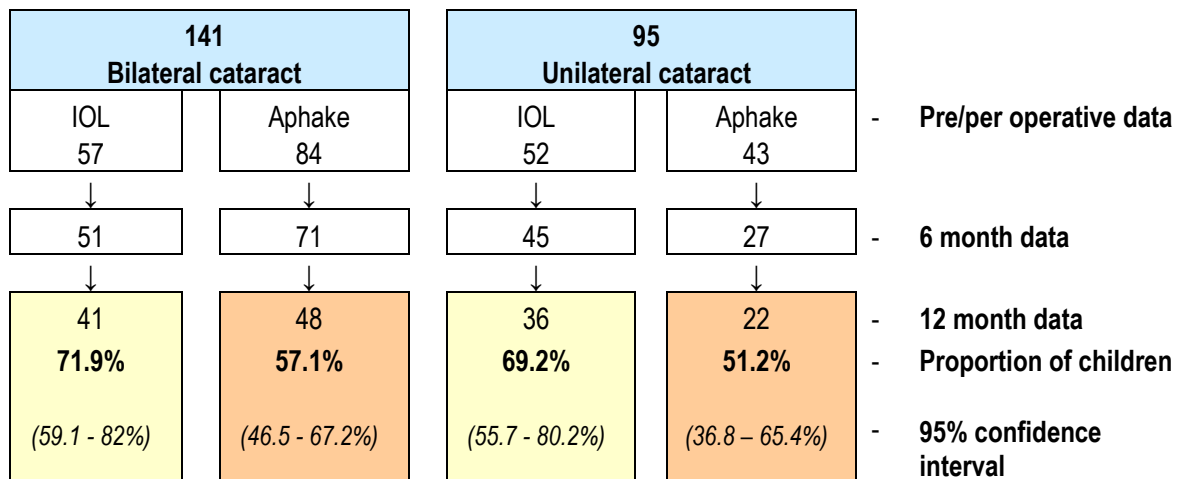 141 95
Bilateral cataract Unilateral cataract
IOL Aphake IOL Aphake - Pre/per operative data
57 84 52 43
↓ ↓ ↓ ↓
51 71 45 27 - 6 month data
↓ ↓ ↓ ↓
41 48 36 22 - 12 month data
71.9% 57.1% 69.2% 51.2% - Proportion of children
(59.1 - 82%) (46.5 - 67.2%) (55.7 - 80.2%) (36.8 – 65.4%) - 95% confidence
interval